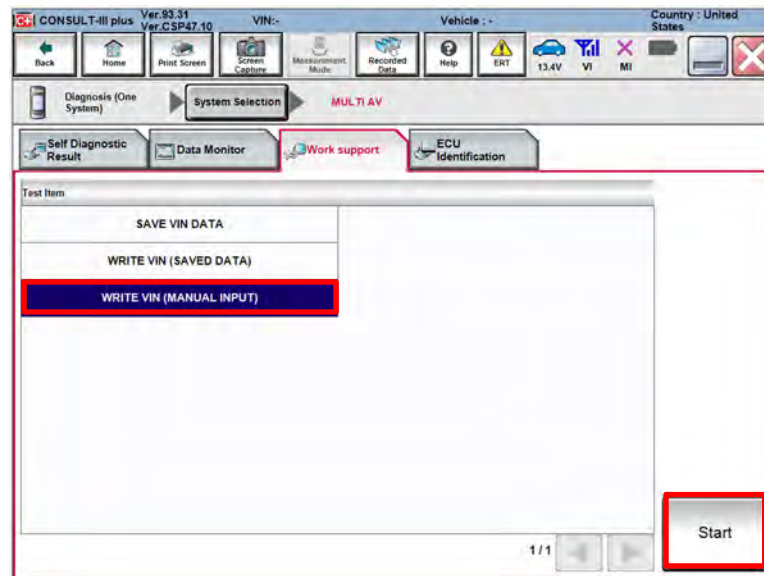 CONSULT-III plus
Ver.93.31
Ver.CSP47.10
VIN:-
Vehicle : -
Country : United
States
Back
Home
Print Screen
Screen
Capture
Measurement
Mode
Recorded
Data
Help
ERT
13.4V
VI
MI
Diagnosis (One
System)
System Selection
MULTI AV
Self Diagnostic
Result
Data Monitor
Work support
ECU
Identification
Test Item
SAVE VIN DATA
WRITE VIN (SAVED DATA)
WRITE VIN (MANUAL INPUT)
Start
1/1